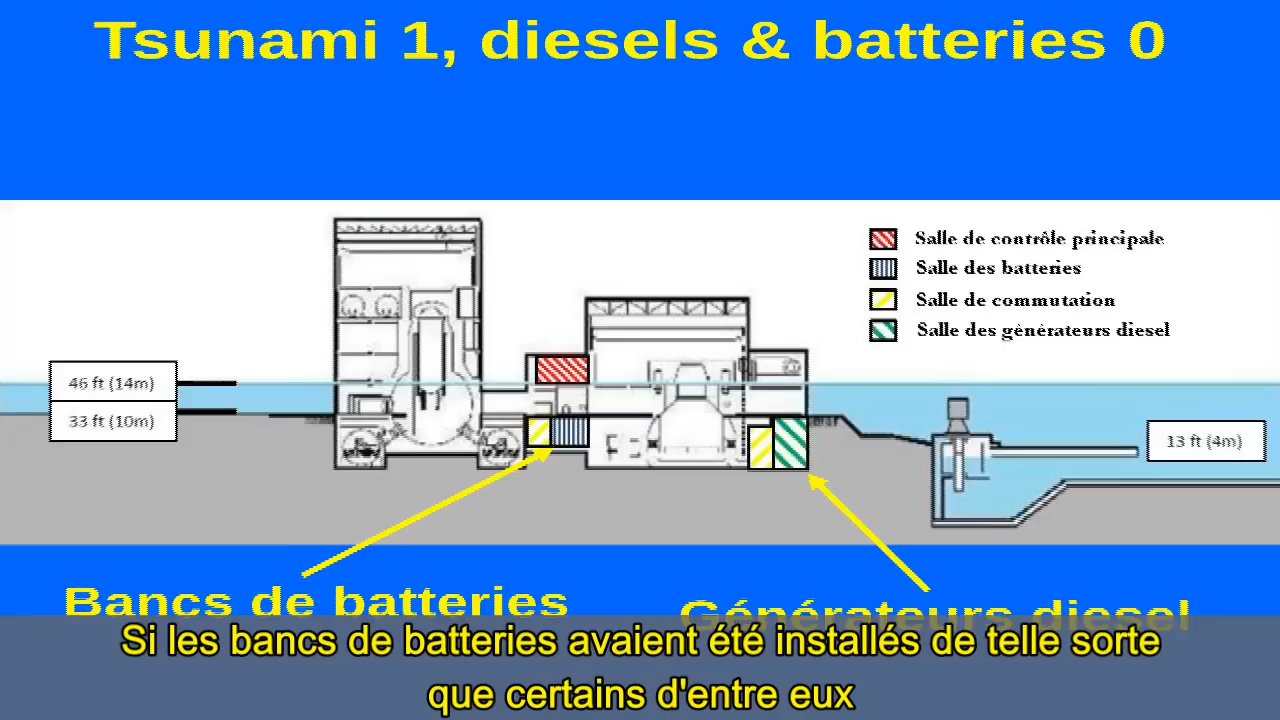 Tsunami 1, diesels & batteries 0
Salle de contrôle principale
Salle des batteries
Salle de commutation
Salle des générateurs diesel
46 ft (14m)
33 ft (10m)
13 ft (4m)
Bancs de batteries
Générateurs diesel
Si les bancs de batteries avaient été installés de telle sorte
que certains d'entre eux